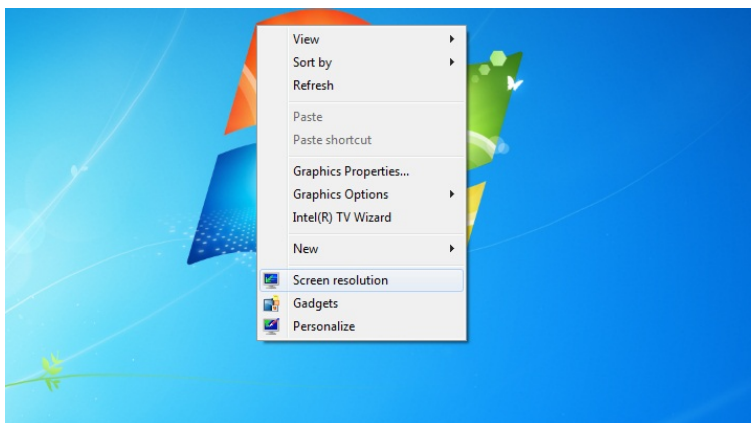 View
Sort by
Refresh
Paste
Paste shortcut
Graphics Properties...
Graphics Options
Intel(R) TV Wizard
New
Screen resolution
Gadgets
Personalize